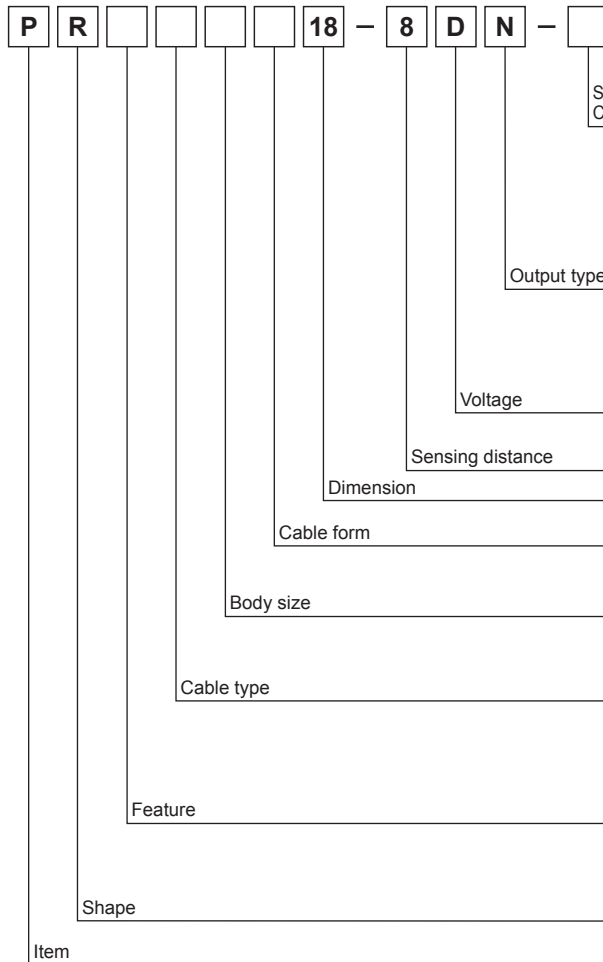 P R 18 – 8 D N –
Output type
Voltage
Sensing distance
Dimension
Cable form
Body size
Cable type
Feature
Shape
Item